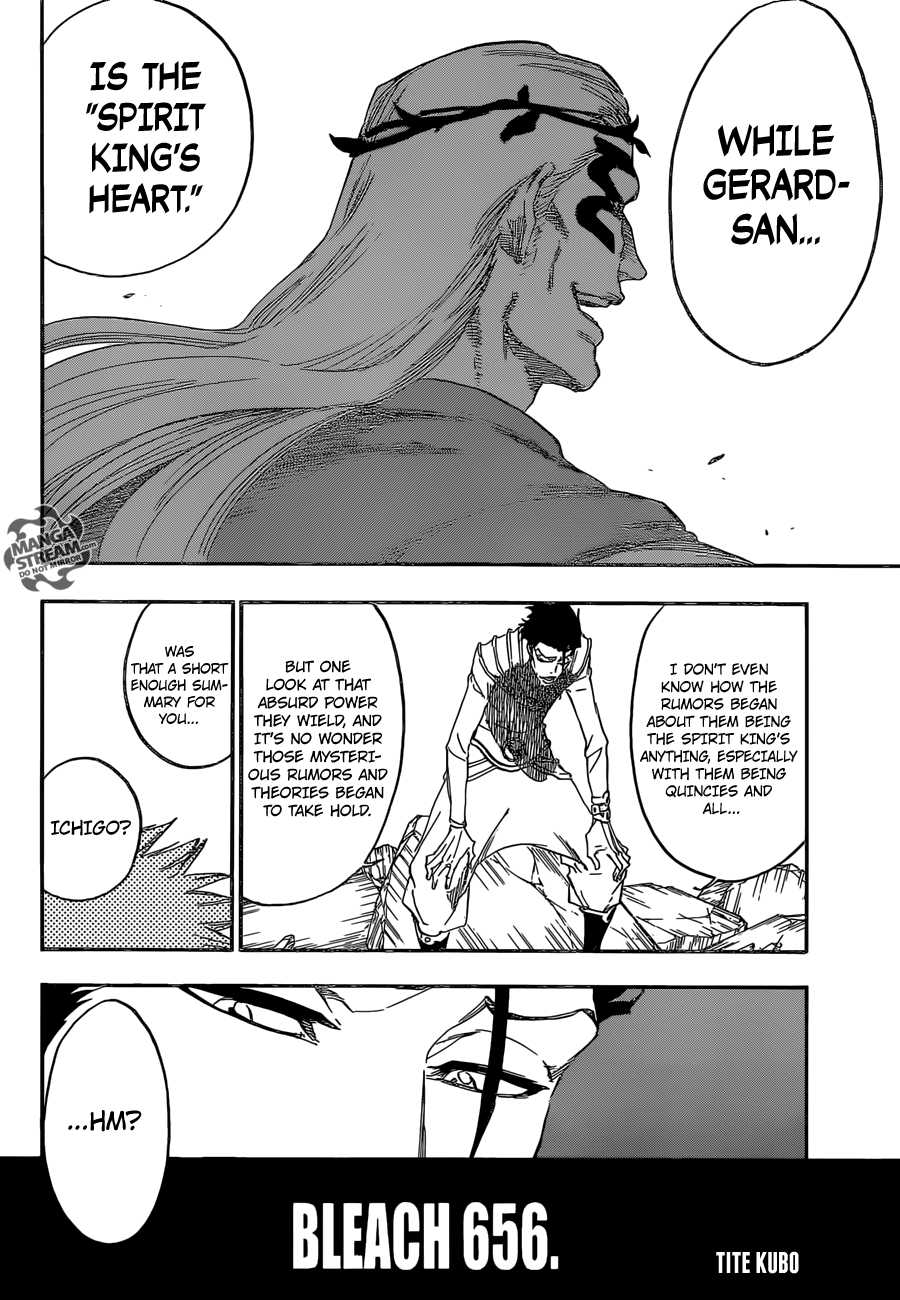 WHILE
GERARD-
SAN...
IS THE
"SPIRIT
KING'S
HEART."
MANGA
STREAM.com
DO NOT MIRROR
I DON'T EVEN
KNOW HOW THE
RUMORS BEGAN
ABOUT THEM BEING
THE SPIRIT KING'S
ANYTHING, ESPECIALLY
WITH THEM BEING
QUINCIES AND
ALL...
BUT ONE
LOOK AT THAT
ABSURD POWER
THEY WIELD, AND
IT'S NO WONDER
THOSE MYSTERI-
OUS RUMORS AND
THEORIES BEGAN
TO TAKE HOLD.
WAS
THAT A SHORT
ENOUGH SUM-
MARY FOR
YOU...
ICHIGO?
...HM?
BLEACH 656.
TITE KUBO